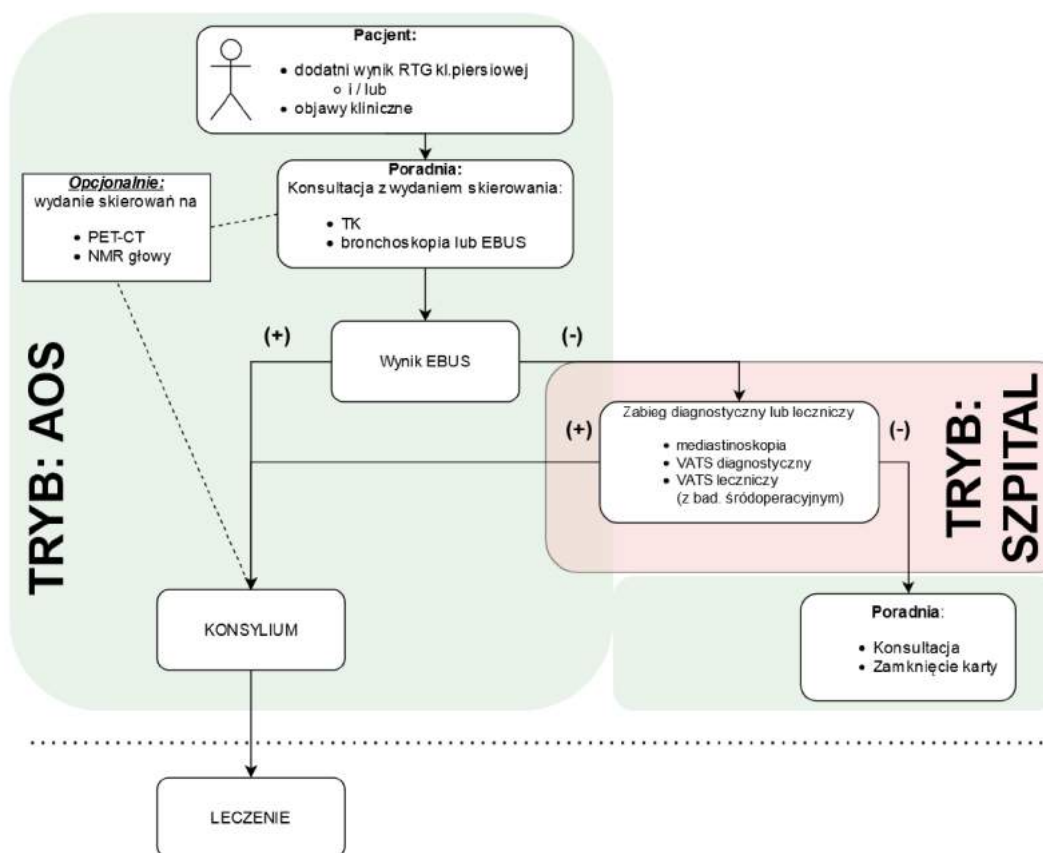 Pacjent:
• dodatni wynik RTG kl.piersiowej
○ i / lub
• objawy kliniczne
Poradnia:
Konsultacja z wydaniem skierowania:
• TK
• bronchoskopia lub EBUS
Opcjonalnie:
wydanie skierowań na
• PET-CT
• NMR głowy
(+)
Wynik EBUS
(-)
TRYB: AOS
Zabieg diagnostyczny lub leczniczy
• mediastinoskopia
• VATS diagnostyczny
• VATS leczniczy
(z bad. śródoperacyjnym)
(+)
(-)
TRYB:
SZPITAL
KONSYLIUM
Poradnia:
• Konsultacja
• Zamknięcie karty
LECZENIE